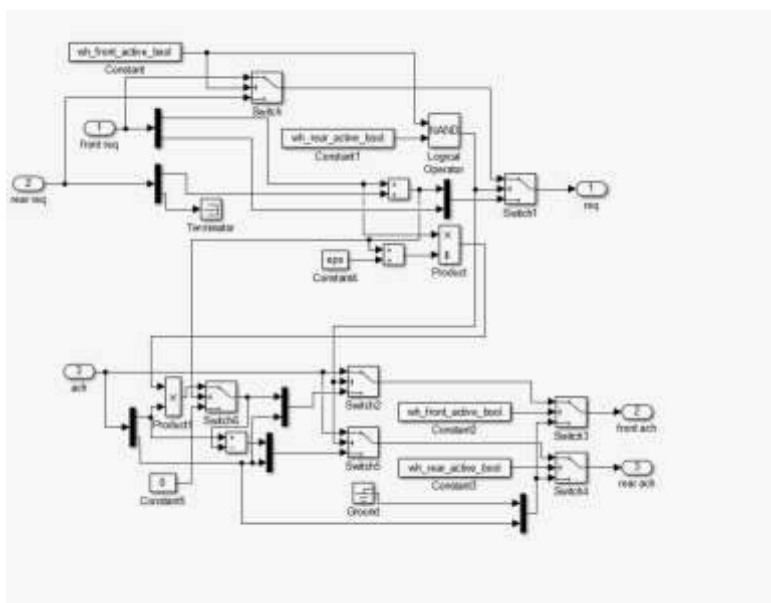 wh_front_active_bool
Constant
Switch
1
front req
wh_rear_active_bool
Constant1
NAND
Logical
Operator
2
rear req
Terminator
Switch1
1
req
eps
Constant6
Product
3
ach
Product1
Switch6
Switch2
wh_front_active_bool
Constant2
Switch3
2
front ach
0
Constant5
Switch5
wh_rear_active_bool
Constant3
Switch4
3
rear ach
Ground